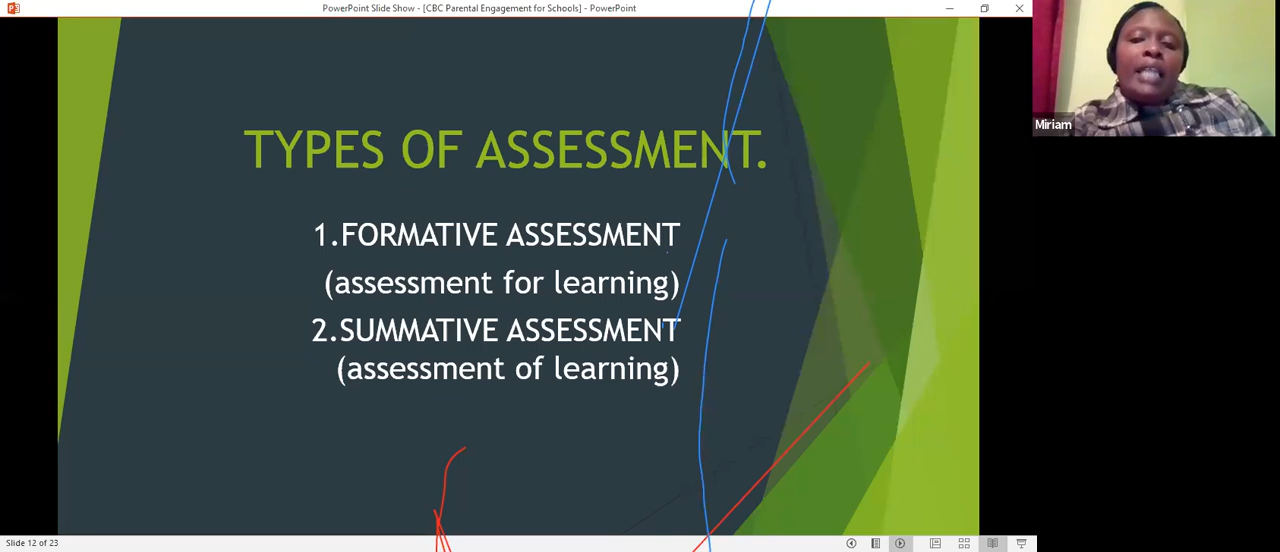 PowerPoint Slide Show - [CBC Parental Engagement for Schools] - PowerPoint
TYPES OF ASSESSMENT.
1.FORMATIVE ASSESSMENT
(assessment for learning)
2.SUMMATIVE ASSESSMENT
(assessment of learning)
Miriam
Slide 12 of 23